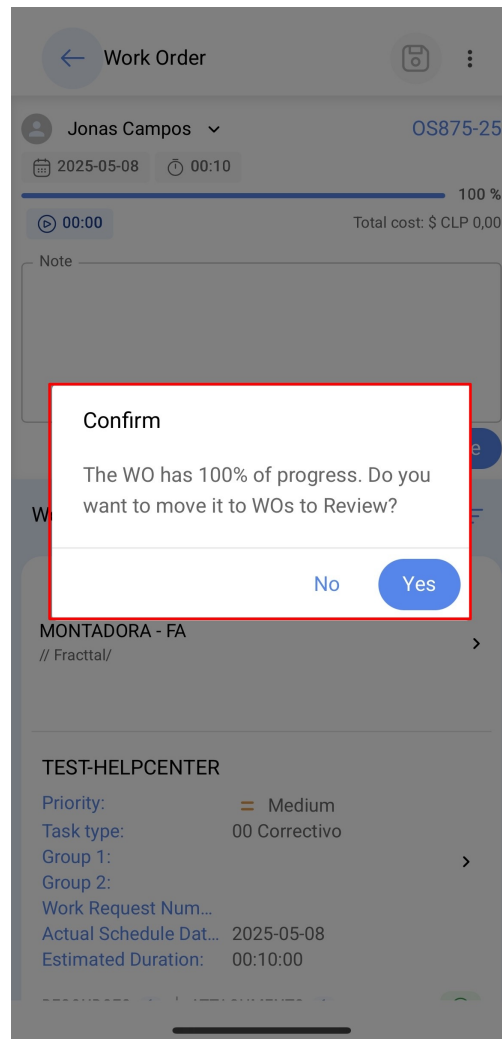 Work Order
Jonas Campos
OS875-25
2025-05-08
00:10
100 %
00:00
Total cost: $ CLP 0,00
Note
Confirm
The WO has 100% of progress. Do you
want to move it to WOs to Review?
No
Yes
MONTADORA - FA
// Fracttal/
TEST-HELPCENTER
Priority:
Medium
Task type:
00 Correctivo
Group 1:
Group 2:
Work Request Num...
Actual Schedule Dat...
2025-05-08
Estimated Duration:
00:10:00